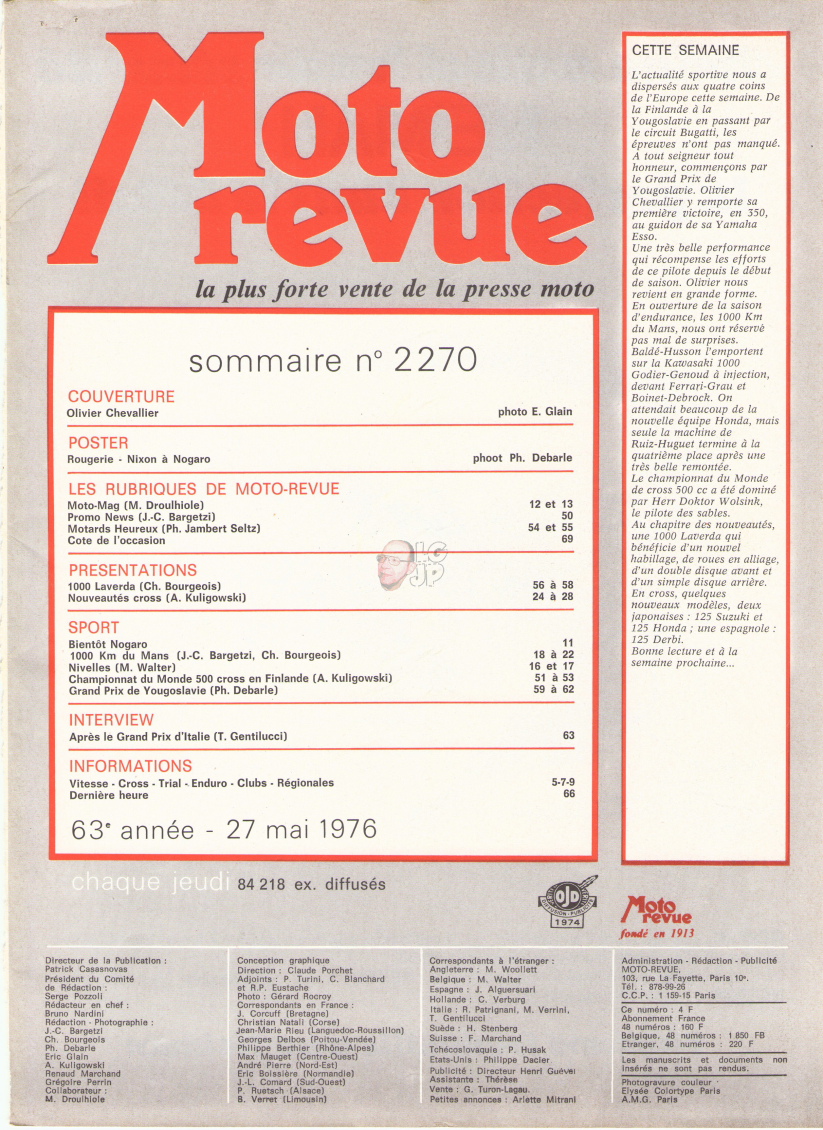 Moto
revue
la plus forte vente de la presse moto
sommaire n° 2270
COUVERTURE
Olivier Chevallier photo E. Glain
POSTER
Rougerie - Nixon à Nogaro phoot Ph. Debarle
LES RUBRIQUES DE MOTO-REVUE
Moto-Mag (M. Droulhiole) 12 et 13
Promo News (J.-C. Bargetzi) 50
Motards Heureux (Ph. Jambert Seltz) 54 et 55
Cote de l'occasion 69
LG
JP
PRESENTATIONS
1000 Laverda (Ch. Bourgeois) 56 à 58
Nouveautés cross (A. Kuligowski) 24 à 28
SPORT
Bientôt Nogaro 11
1000 Km du Mans (J.-C. Bargetzi, Ch. Bourgeois) 18 à 22
Nivelles (M. Walter) 16 et 17
Championnat du Monde 500 cross en Finlande (A. Kuligowski) 51 à 53
Grand Prix de Yougoslavie (Ph. Debarle) 59 à 62
INTERVIEW
Après le Grand Prix d'Italie (T. Gentilucci) 63
INFORMATIONS
Vitesse - Cross - Trial - Enduro - Clubs - Régionales 5-7-9
Dernière heure 66
63e année - 27 mai 1976
chaque jeudi 84 218 ex. diffusés
CETTE SEMAINE
L'actualité sportive nous a
dispersés aux quatre coins
de l'Europe cette semaine. De
la Finlande à la
Yougoslavie en passant par
le circuit Bugatti, les
épreuves n'ont pas manqué.
A tout seigneur tout
honneur, commençons par
le Grand Prix de
Yougoslavie. Olivier
Chevallier y remporte sa
première victoire, en 350,
au guidon de sa Yamaha
Esso.
Une très belle performance
qui récompense les efforts
de ce pilote depuis le début
de saison. Olivier nous
revient en grande forme.
En ouverture de la saison
d'endurance, les 1000 Km
du Mans, nous ont réservé
pas mal de surprises.
Baldé-Husson l'emportent
sur la Kawasaki 1000
Godier-Genoud à injection,
devant Ferrari-Grau et
Boinet-Debrock. On
attendait beaucoup de la
nouvelle équipe Honda, mais
seule la machine de
Ruiz-Huguet termine à la
quatrième place après une
très belle remontée.
Le championnat du Monde
de cross 500 cc a été dominé
par Herr Doktor Wolsink,
le pilote des sables.
Au chapitre des nouveautés,
une 1000 Laverda qui
bénéficie d'un nouvel
habillage, de roues en alliage,
d'un double disque avant et
d'un simple disque arrière.
En cross, quelques
nouveaux modèles, deux
japonaises : 125 Suzuki et
125 Honda ; une espagnole :
125 Derbi.
Bonne lecture et à la
semaine prochaine...
OJD
DIFFUSION-PUBLICITÉ
1974
Moto
revue
fondé en 1913
Directeur de la Publication :
Patrick Casasnovas
Président du Comité
de Rédaction :
Serge Pozzoli
Rédacteur en chef :
Bruno Nardini
Rédaction - Photographie :
J.-C. Bargetzi
Ch. Bourgeois
Ph. Debarle
Eric Glain
A. Kuligowski
Renaud Marchand
Grégoire Perrin
Collaborateur :
M. Droulhiole
Conception graphique
Direction : Claude Porchet
Adjoints : P. Turini, C. Blanchard
et R.P. Eustache
Photo : Gérard Rocroy
Correspondants en France :
J. Corcuff (Bretagne)
Christian Natali (Corse)
Jean-Marie Rieu (Languedoc-Roussillon)
Georges Delbos (Poitou-Vendée)
Philippe Berthier (Rhône-Alpes)
Max Mauget (Centre-Ouest)
André Pierre (Nord-Est)
Eric Boissière (Normandie)
J.-L. Comard (Sud-Ouest)
P. Ruetsch (Alsace)
B. Verret (Limousin)
Correspondants à l'étranger :
Angleterre : M. Woollett
Belgique : M. Walter
Espagne : J. Alguersuari
Hollande : C. Verburg
Italie : R. Patrignani, M. Verrini,
T. Gentilucci
Suède : H. Stenberg
Suisse : F. Marchand
Tchécoslovaquie : P. Husak
Etats-Unis : Philippe Dacier
Publicité : Directeur Henri Guével
Assistante : Thérèse
Vente : G. Turon-Lagau.
Petites annonces : Arlette Mitrani
Administration - Rédaction - Publicité
MOTO-REVUE,
103, rue La Fayette, Paris 10e.
Tél. : 878-99-26
C.C.P. : 1 159-15 Paris
Ce numéro : 4 F
Abonnement France
48 numéros : 160 F
Belgique, 48 numéros : 1 850 FB
Etranger, 48 numéros : 220 F
Les manuscrits et documents non
insérés ne sont pas rendus.
Photogravure couleur
Elysée Colortype Paris
A.M.G. Paris